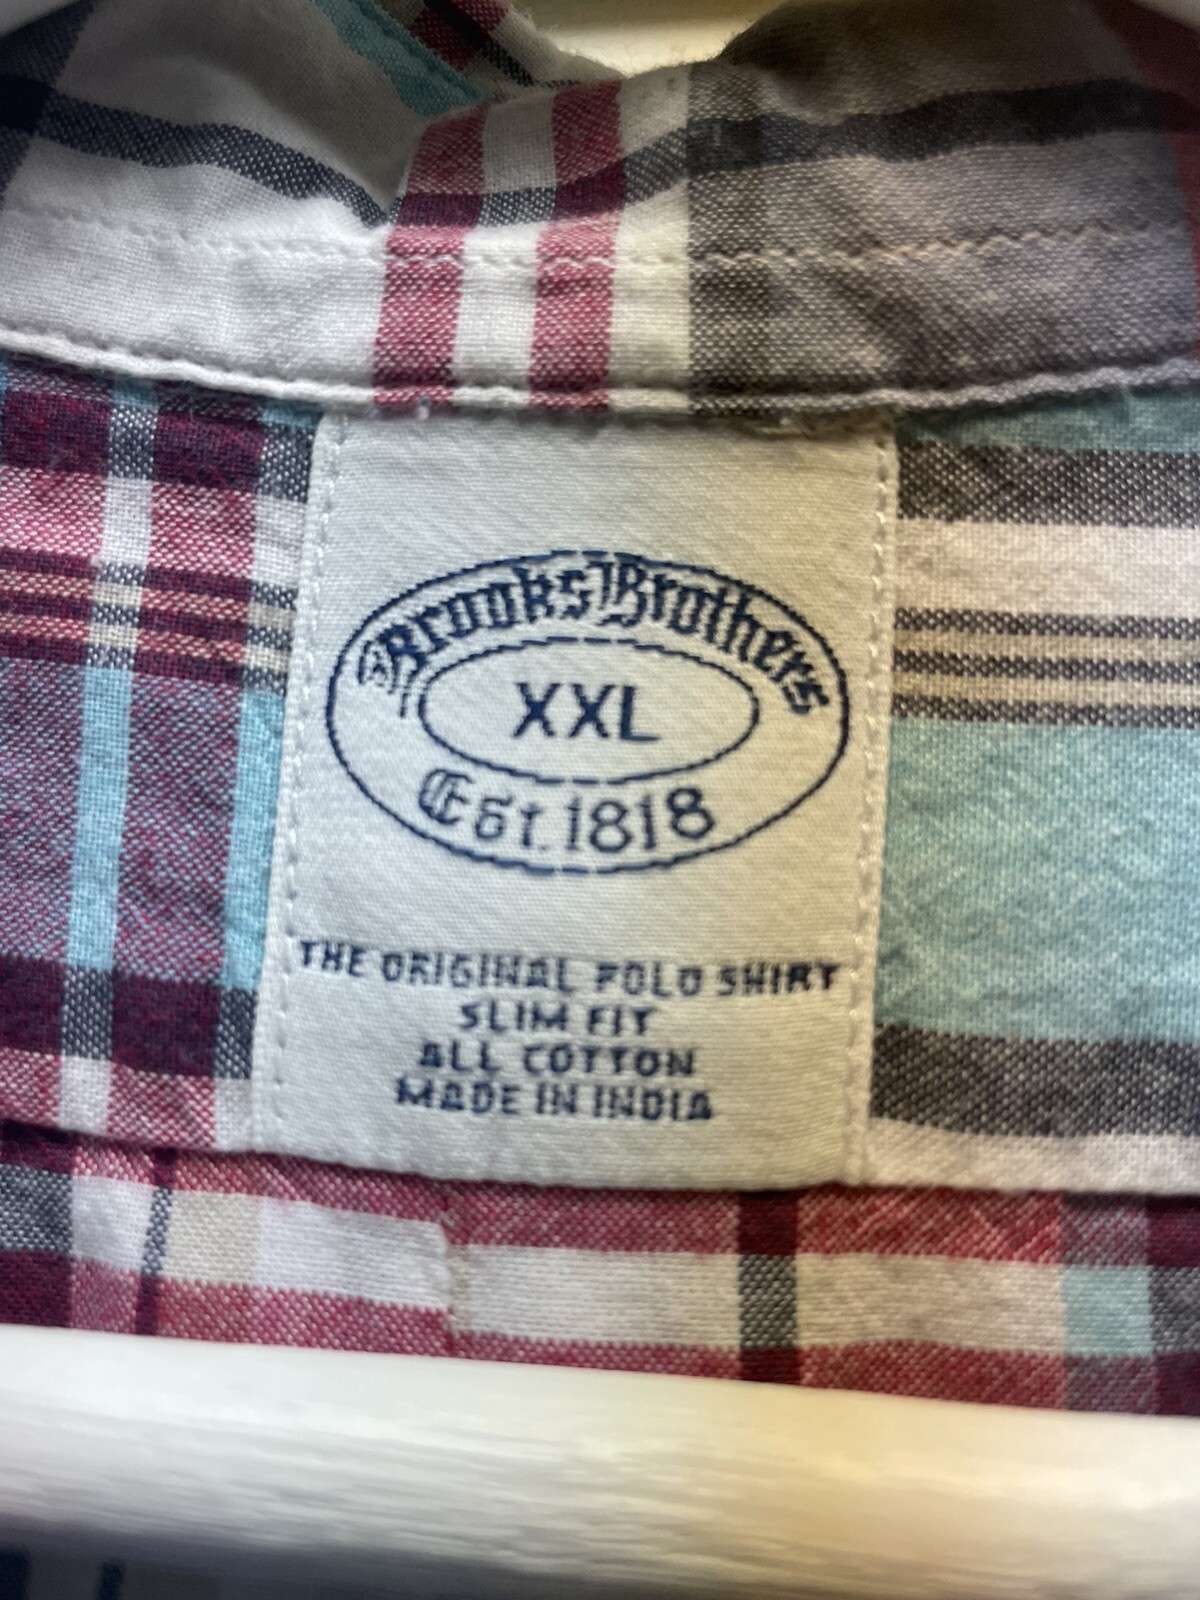 Brooks Brothers
XXL
Est. 1818
THE ORIGINAL POLO SHIRT
SLIM FIT
ALL COTTON
MADE IN INDIA